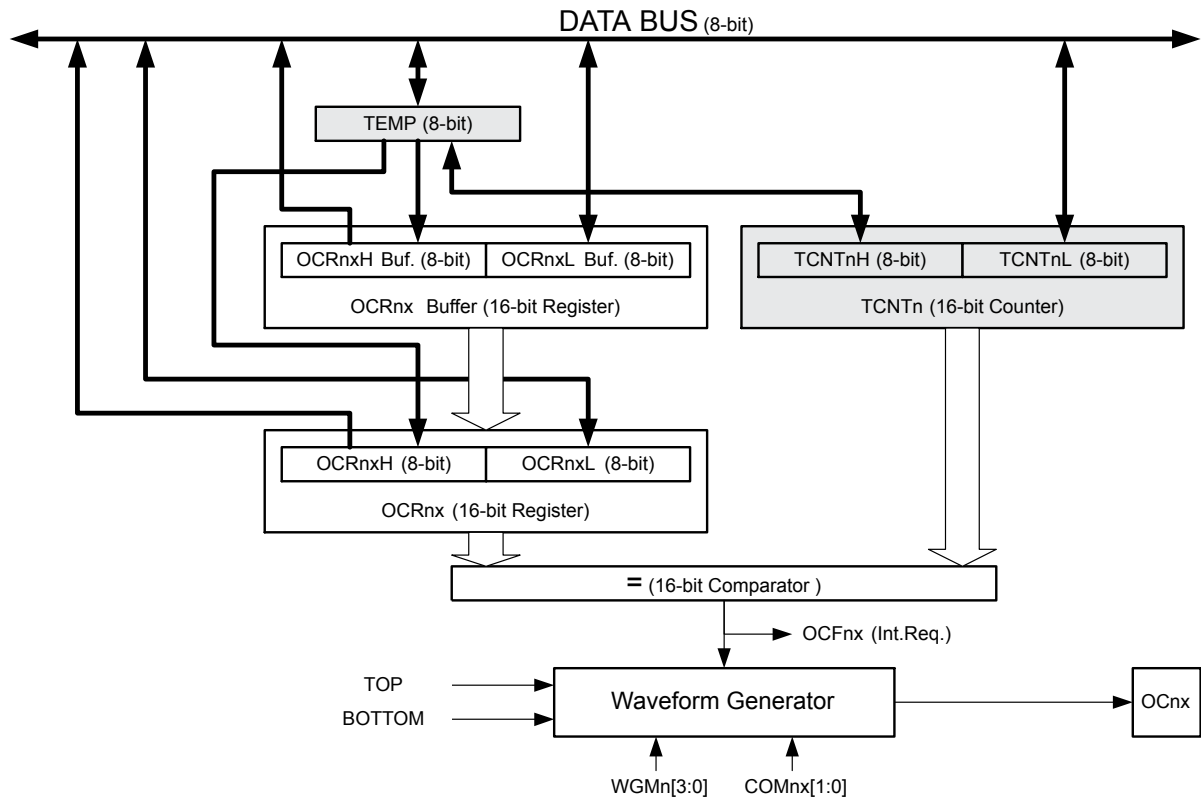 DATA BUS (8-bit)
TEMP (8-bit)
OCRnxH Buf. (8-bit)
OCRnxL Buf. (8-bit)
TCNTnH (8-bit)
TCNTnL (8-bit)
OCRnx Buffer (16-bit Register)
TCNTn (16-bit Counter)
OCRnxH (8-bit)
OCRnxL (8-bit)
OCRnx (16-bit Register)
= (16-bit Comparator )
OCFnx (Int.Req.)
TOP
BOTTOM
Waveform Generator
OCnx
WGMn[3:0]
COMnx[1:0]